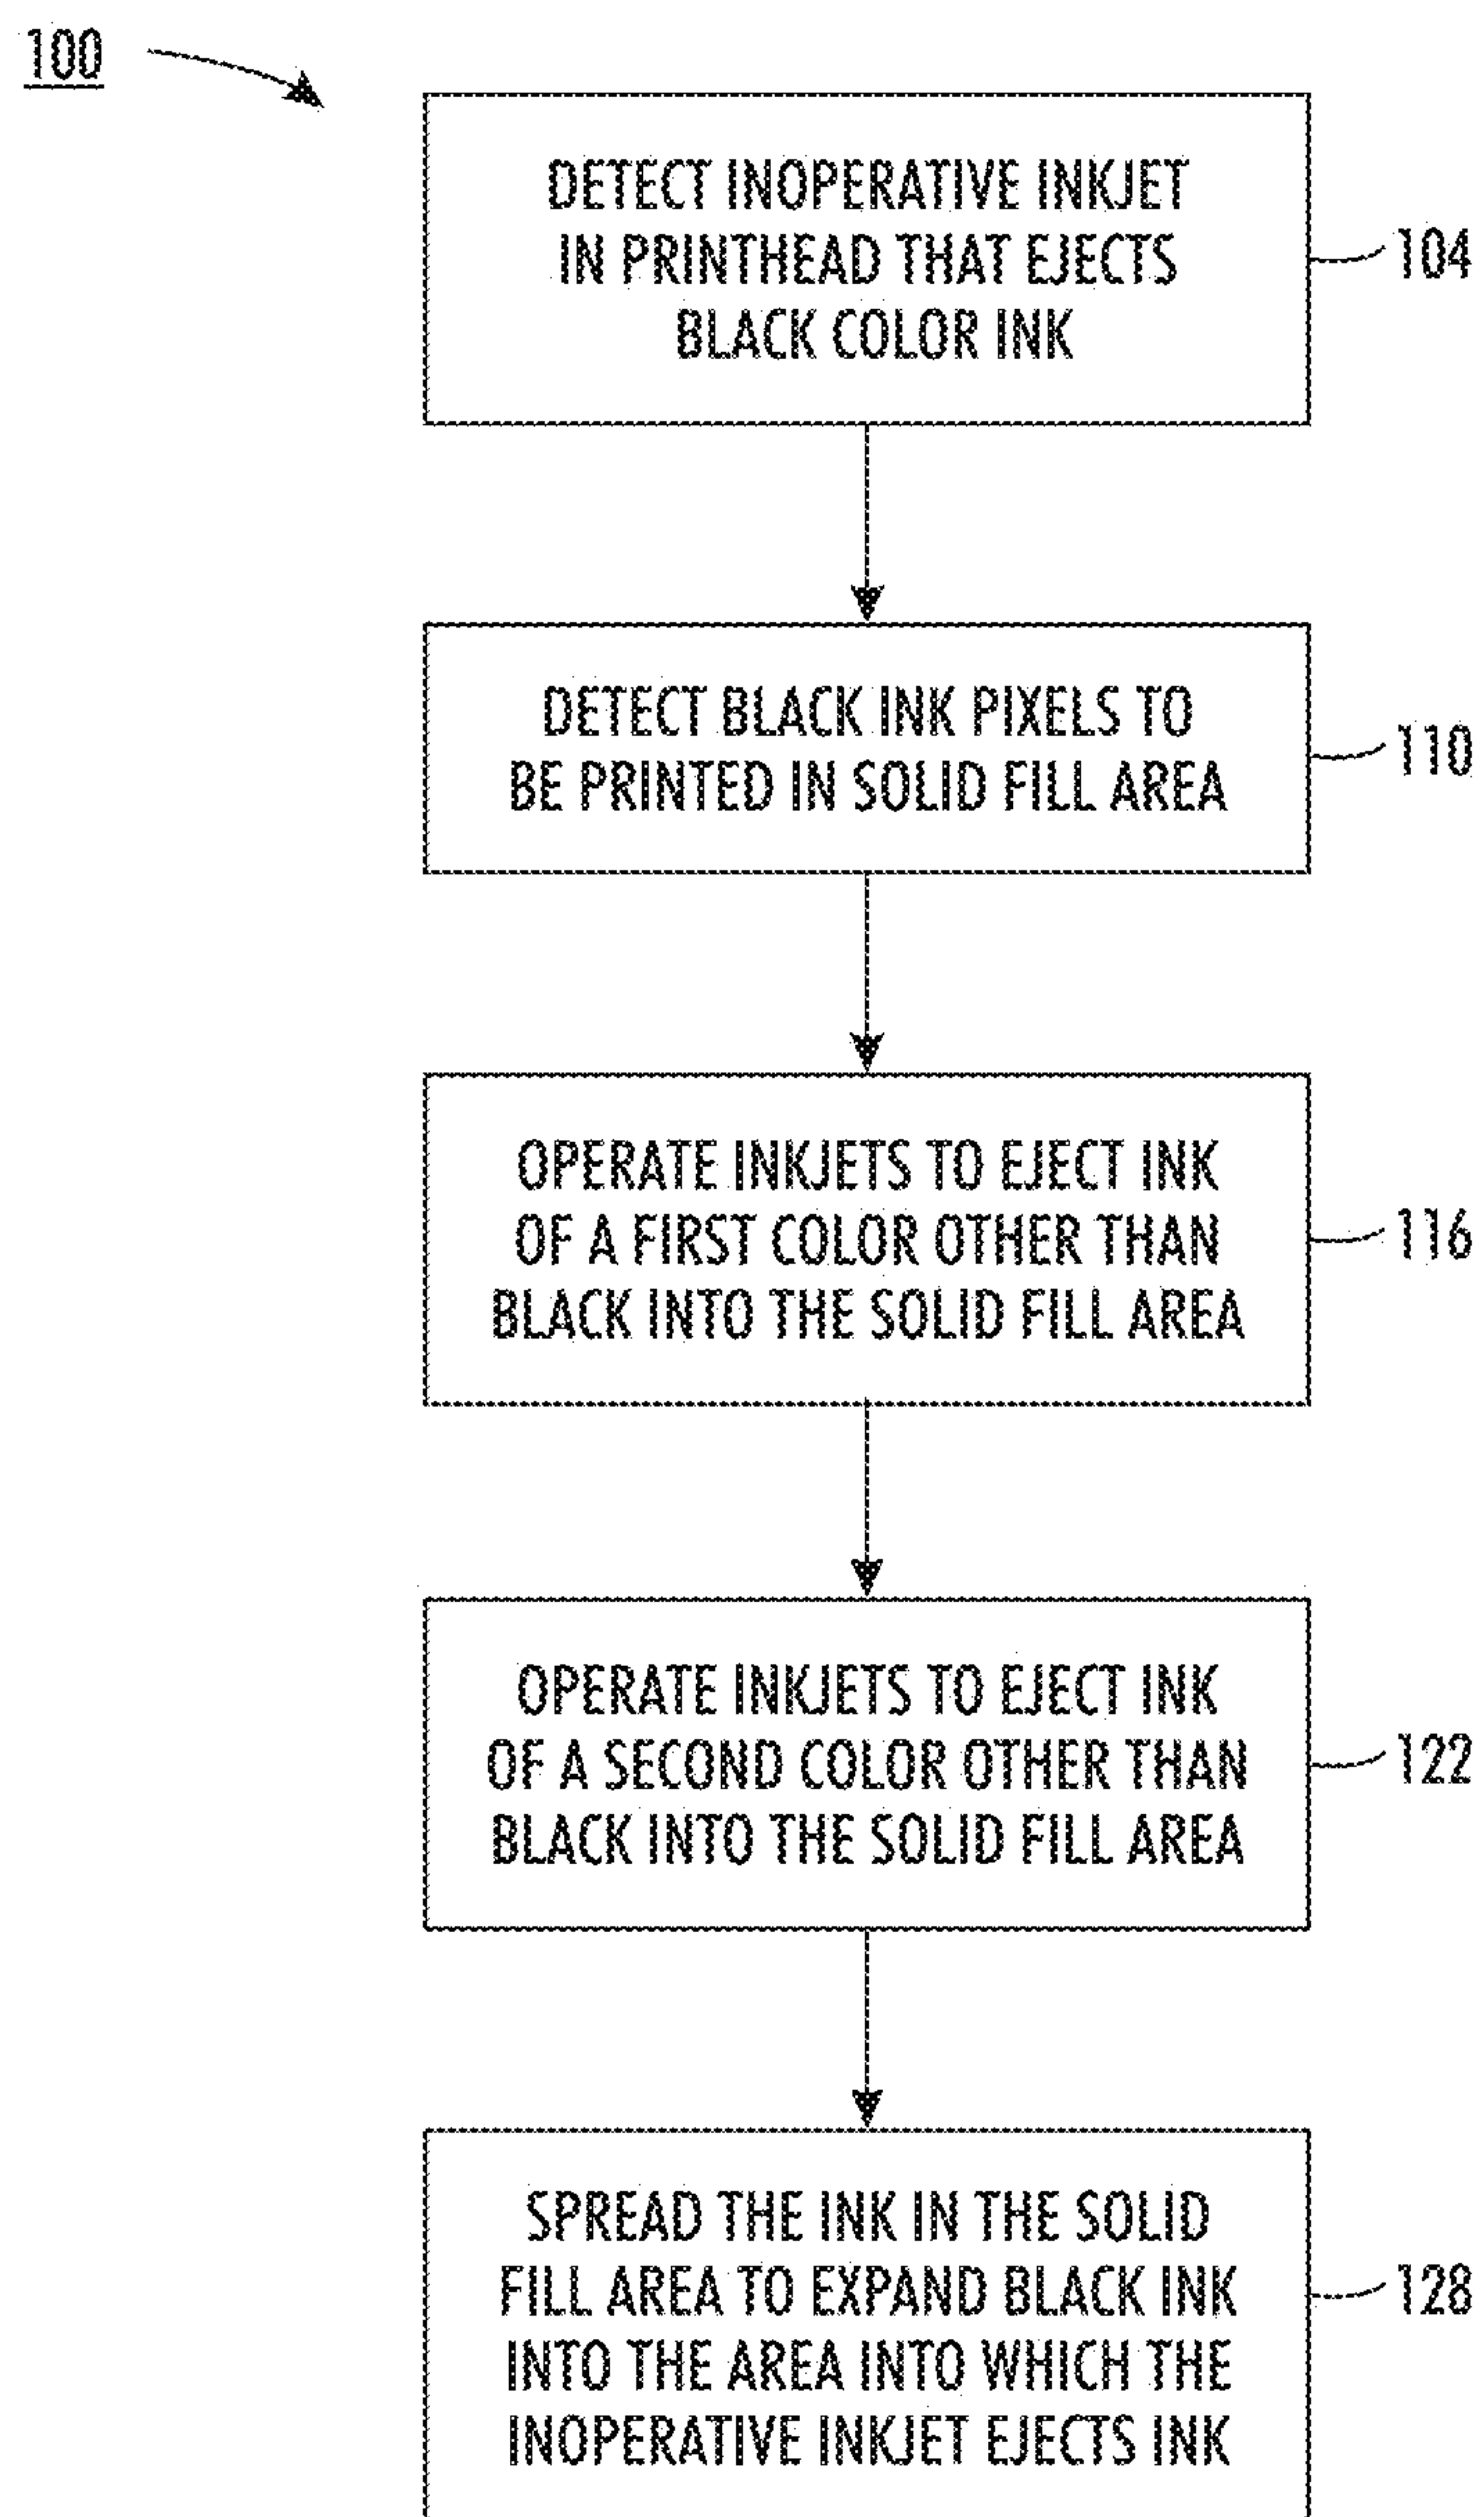 100
DETECT INOPERATIVE INKJET
IN PRINTHEAD THAT EJECTS
BLACK COLOR INK
104
DETECT BLACK INK PIXELS TO
BE PRINTED IN SOLID FILL AREA
110
OPERATE INKJETS TO EJECT INK
OF A FIRST COLOR OTHER THAN
BLACK INTO THE SOLID FILL AREA
116
OPERATE INKJETS TO EJECT INK
OF A SECOND COLOR OTHER THAN
BLACK INTO THE SOLID FILL AREA
122
SPREAD THE INK IN THE SOLID
FILL AREA TO EXPAND BLACK INK
INTO THE AREA INTO WHICH THE
INOPERATIVE INKJET EJECTS INK
128